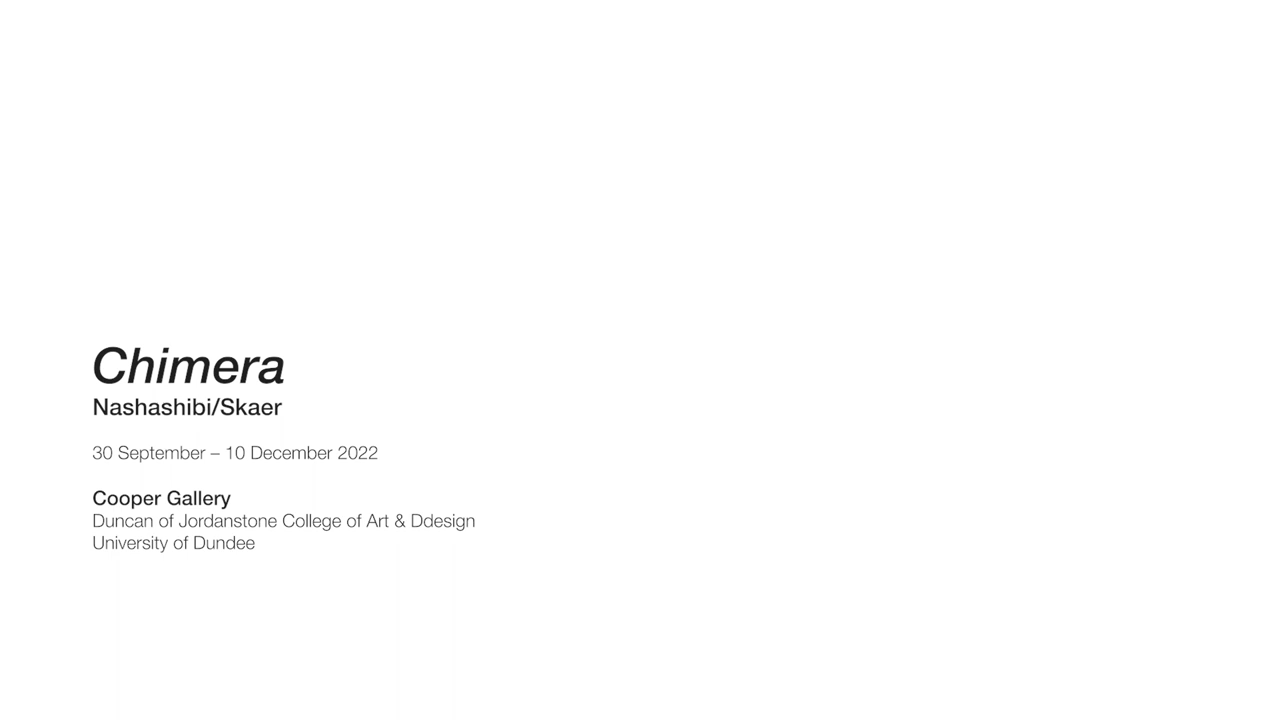 Chimera
Nashashibi/Skaer
30 September – 10 December 2022
Cooper Gallery
Duncan of Jordanstone College of Art & Ddesign
University of Dundee